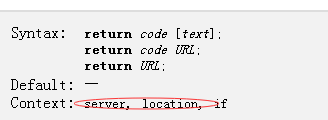 Syntax: return code [text];
return code URL;
return URL;
Default: —
Context: server, location, if